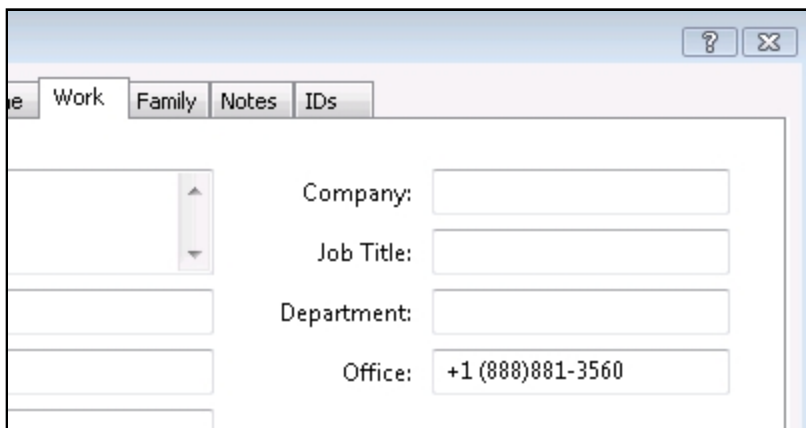 ?
Work Family Notes IDs
Company:
Job Title:
Department:
Office: +1 (888)881-3560